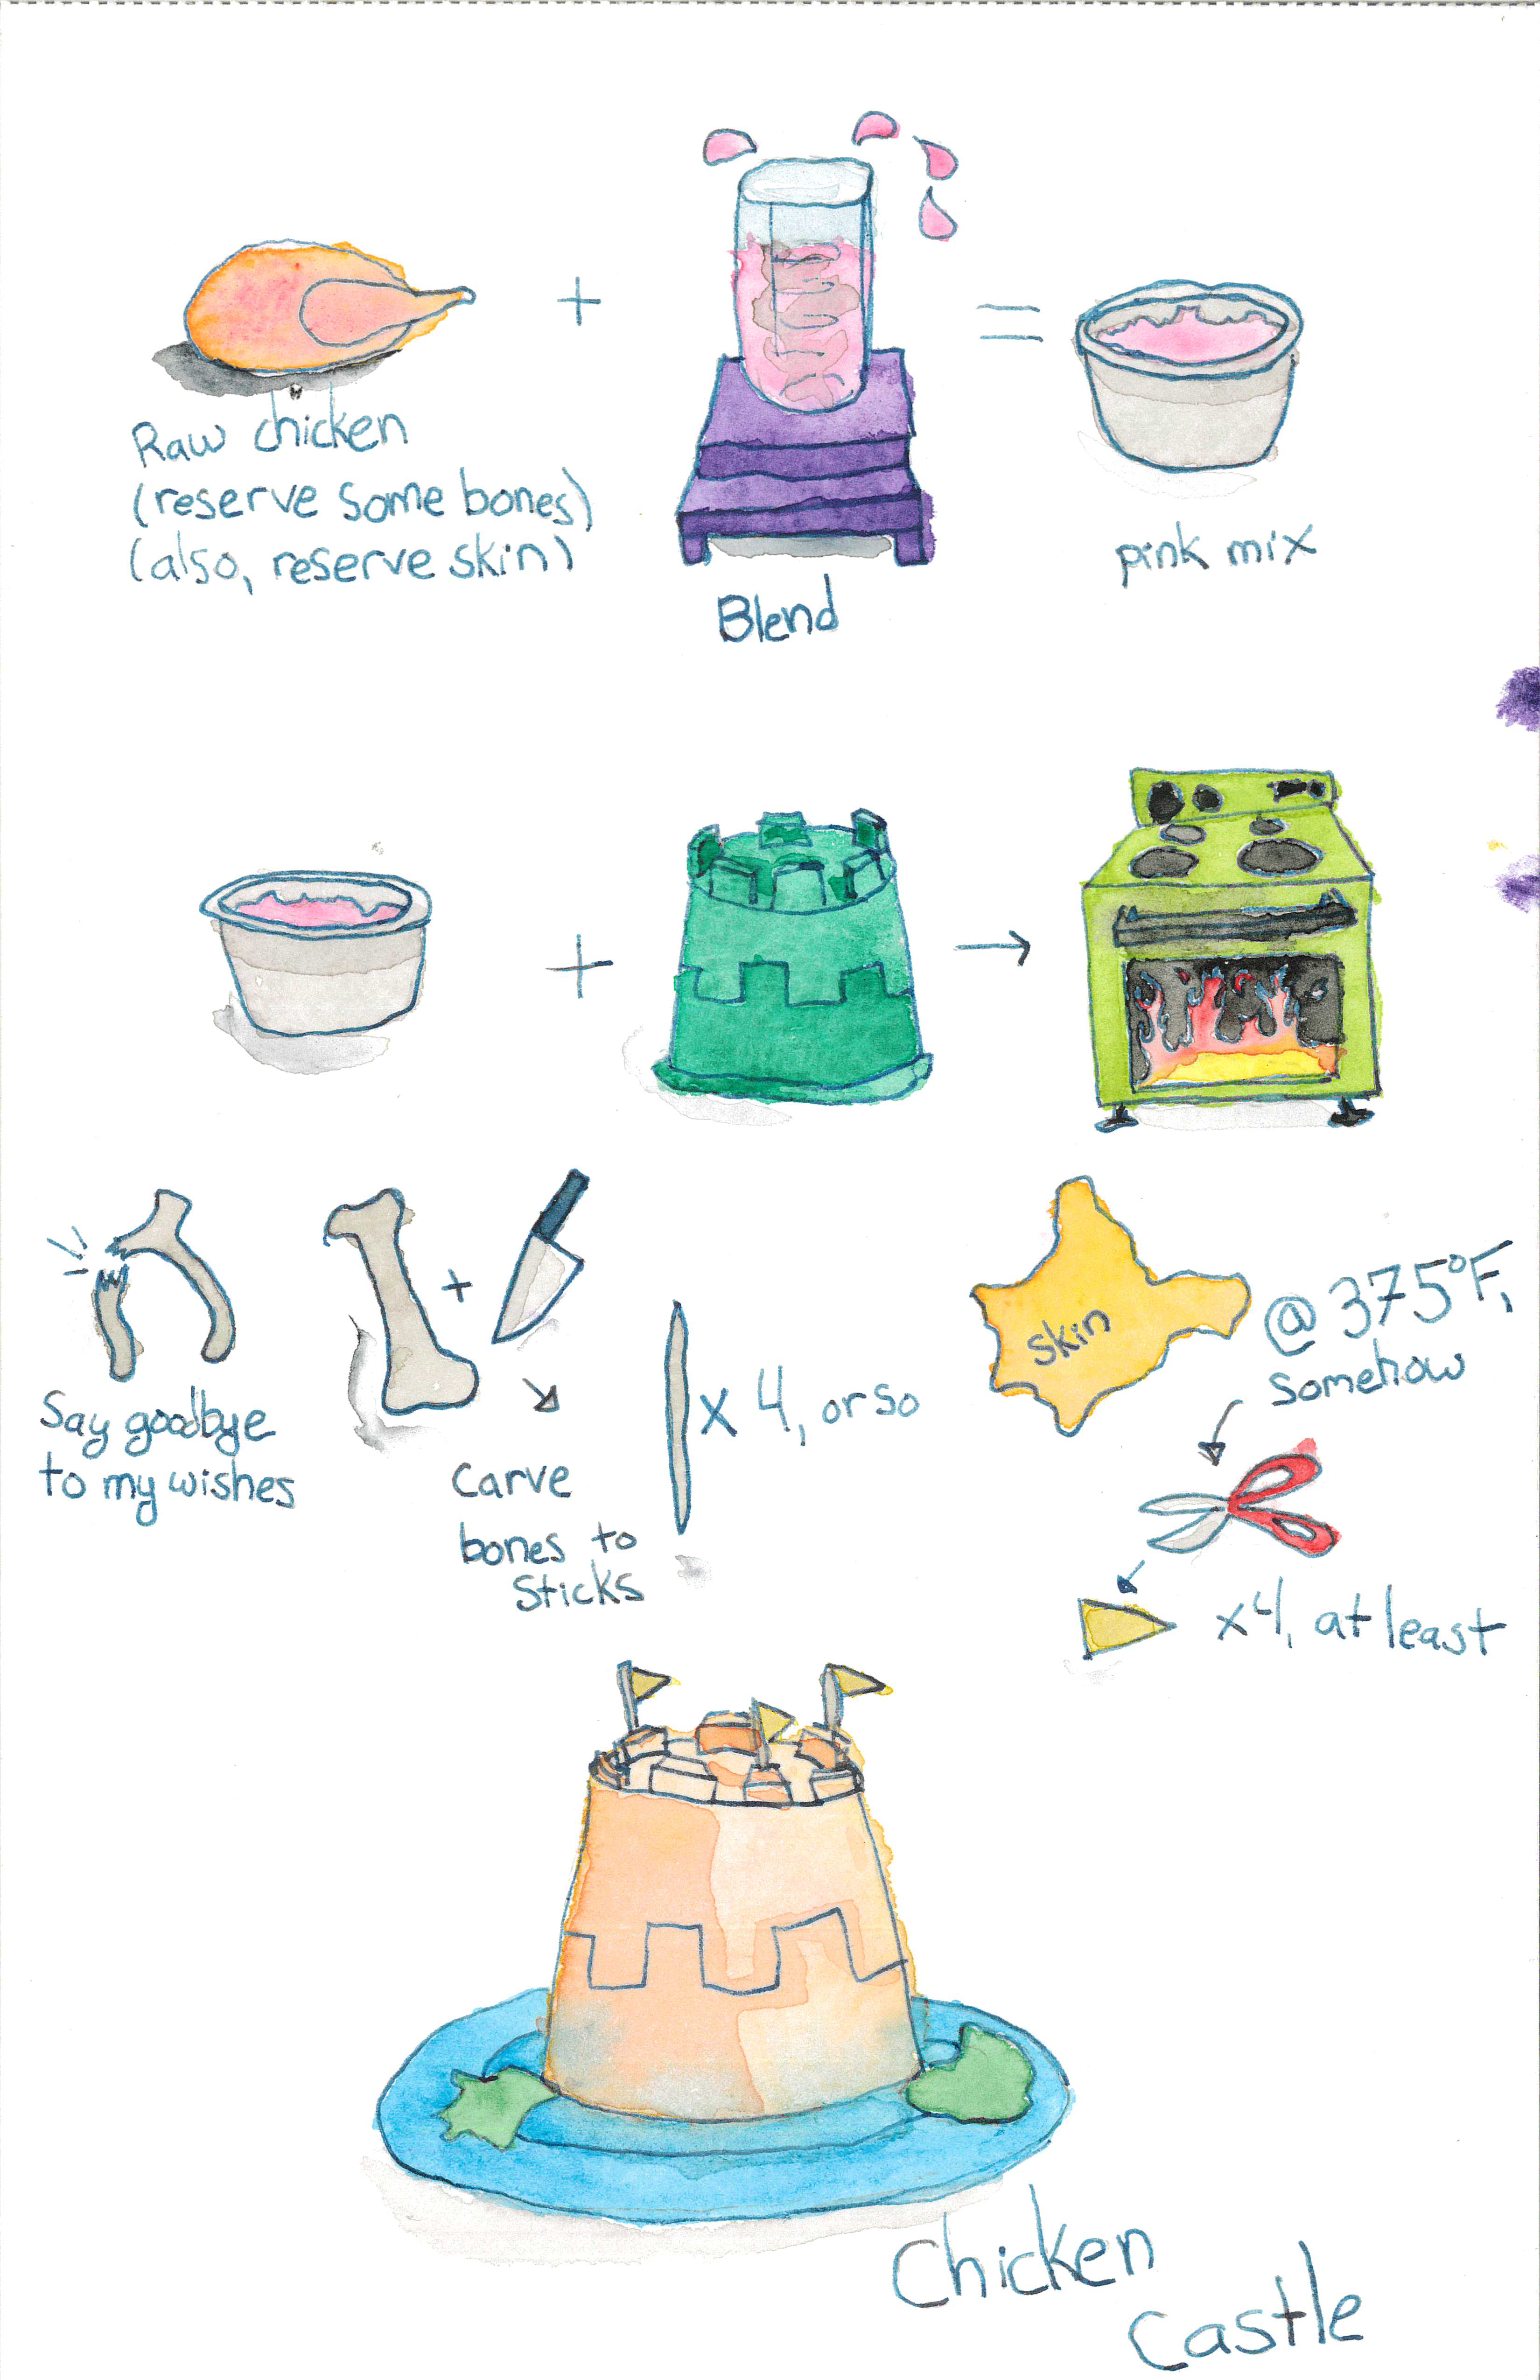 Raw chicken
(reserve some bones)
(also, reserve skin)
+
Blend
=
pink mix
+
Say goodbye
to my wishes
+
carve
bones to
sticks
x 4, or so
skin
@ 375°F,
somehow
x4, at least
Chicken
Castle